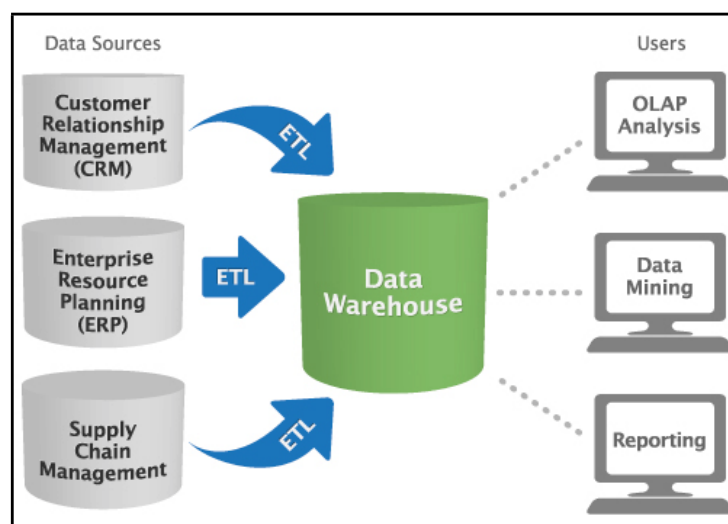 Data Sources
Users
Customer
Relationship
Management
(CRM)
ETL
OLAP
Analysis
Enterprise
Resource
Planning
(ERP)
ETL
Data
Warehouse
Data
Mining
Supply
Chain
Management
ETL
Reporting